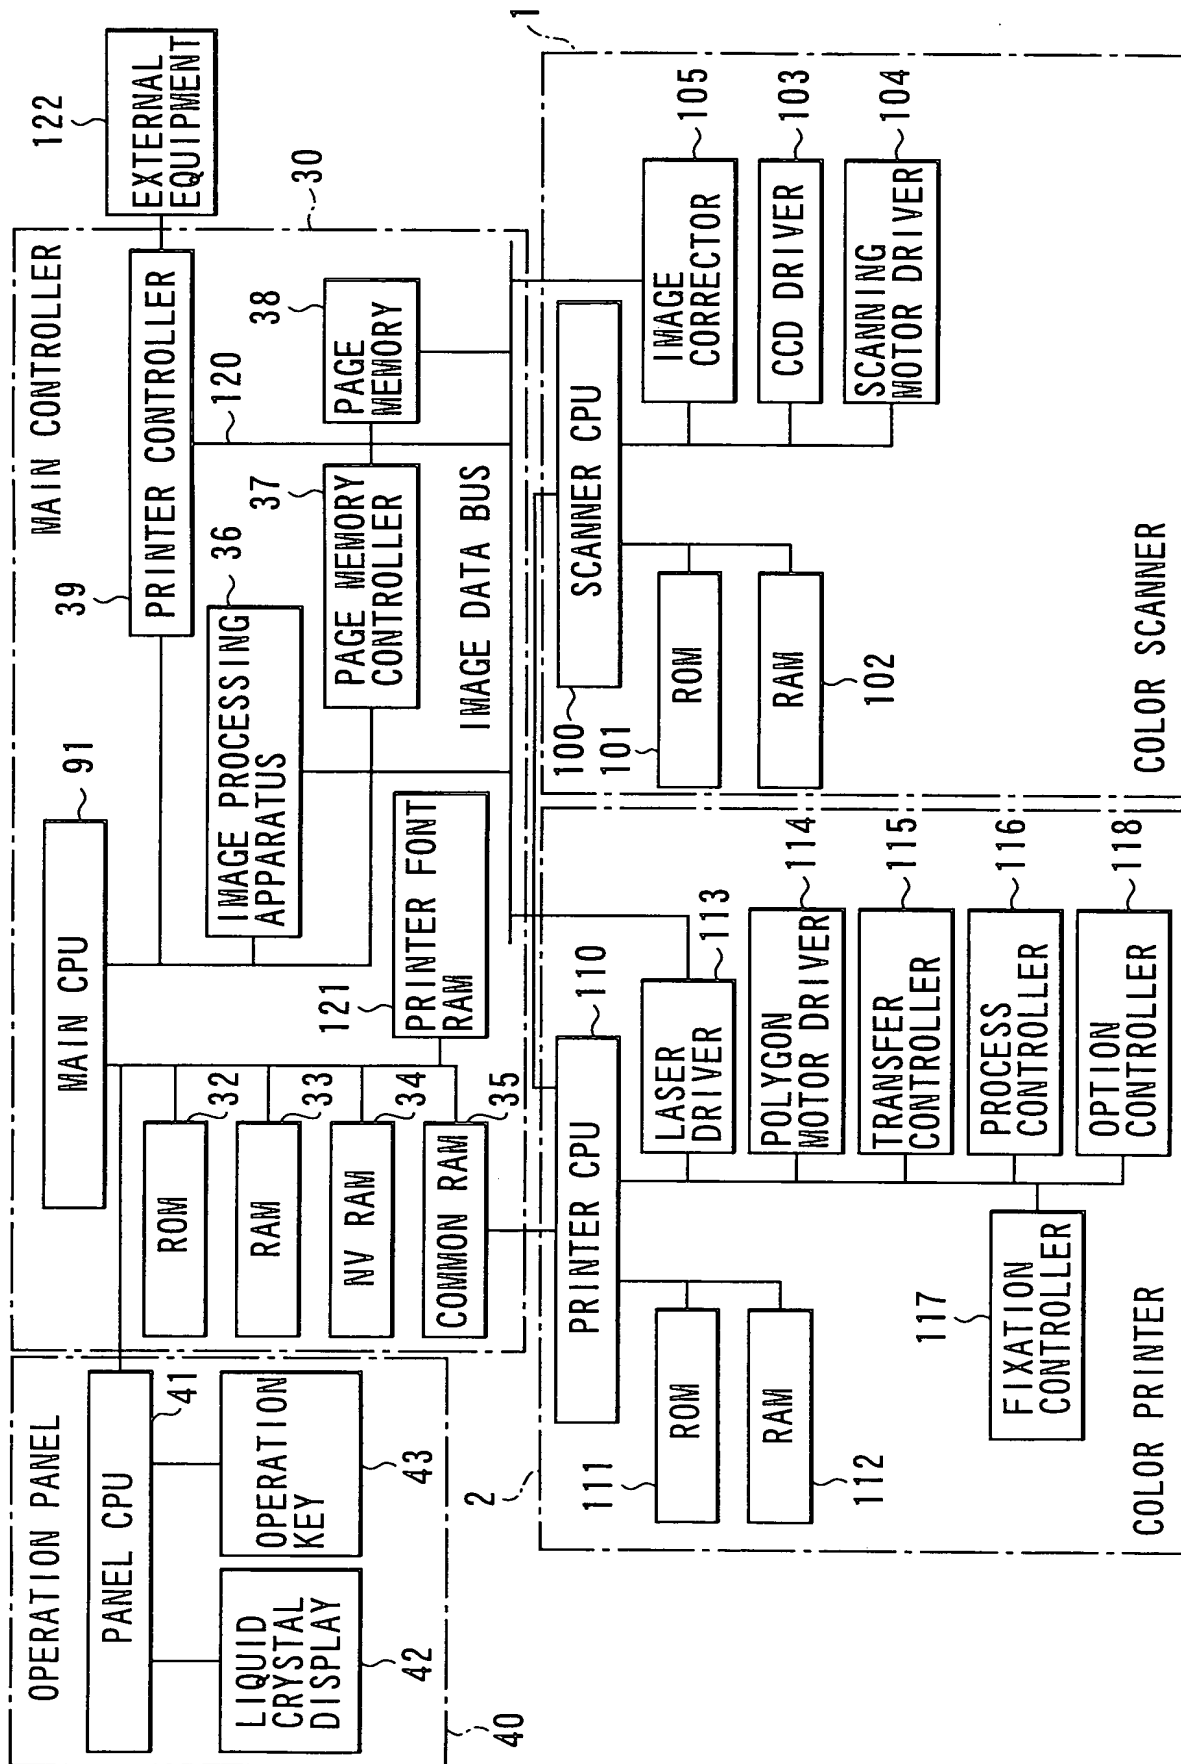 OPERATION PANEL
PANEL CPU
41
LIQUID
CRYSTAL
DISPLAY
42
OPERATION
KEY
43
40
MAIN CONTROLLER
30
MAIN CPU
91
ROM
32
RAM
33
NV RAM
34
COMMON RAM
35
PRINTER FONT
RAM
121
IMAGE PROCESSING
APPARATUS
36
39
PRINTER CONTROLLER
120
PAGE MEMORY
CONTROLLER
37
PAGE
MEMORY
38
IMAGE DATA BUS
122
EXTERNAL
EQUIPMENT
2
PRINTER CPU
110
111
ROM
RAM
112
LASER
DRIVER
113
POLYGON
MOTOR DRIVER
114
TRANSFER
CONTROLLER
115
PROCESS
CONTROLLER
116
OPTION
CONTROLLER
118
117
FIXATION
CONTROLLER
COLOR PRINTER
1
SCANNER CPU
100
101
ROM
RAM
102
IMAGE
CORRECTOR
105
CCD DRIVER
103
SCANNING
MOTOR DRIVER
104
COLOR SCANNER